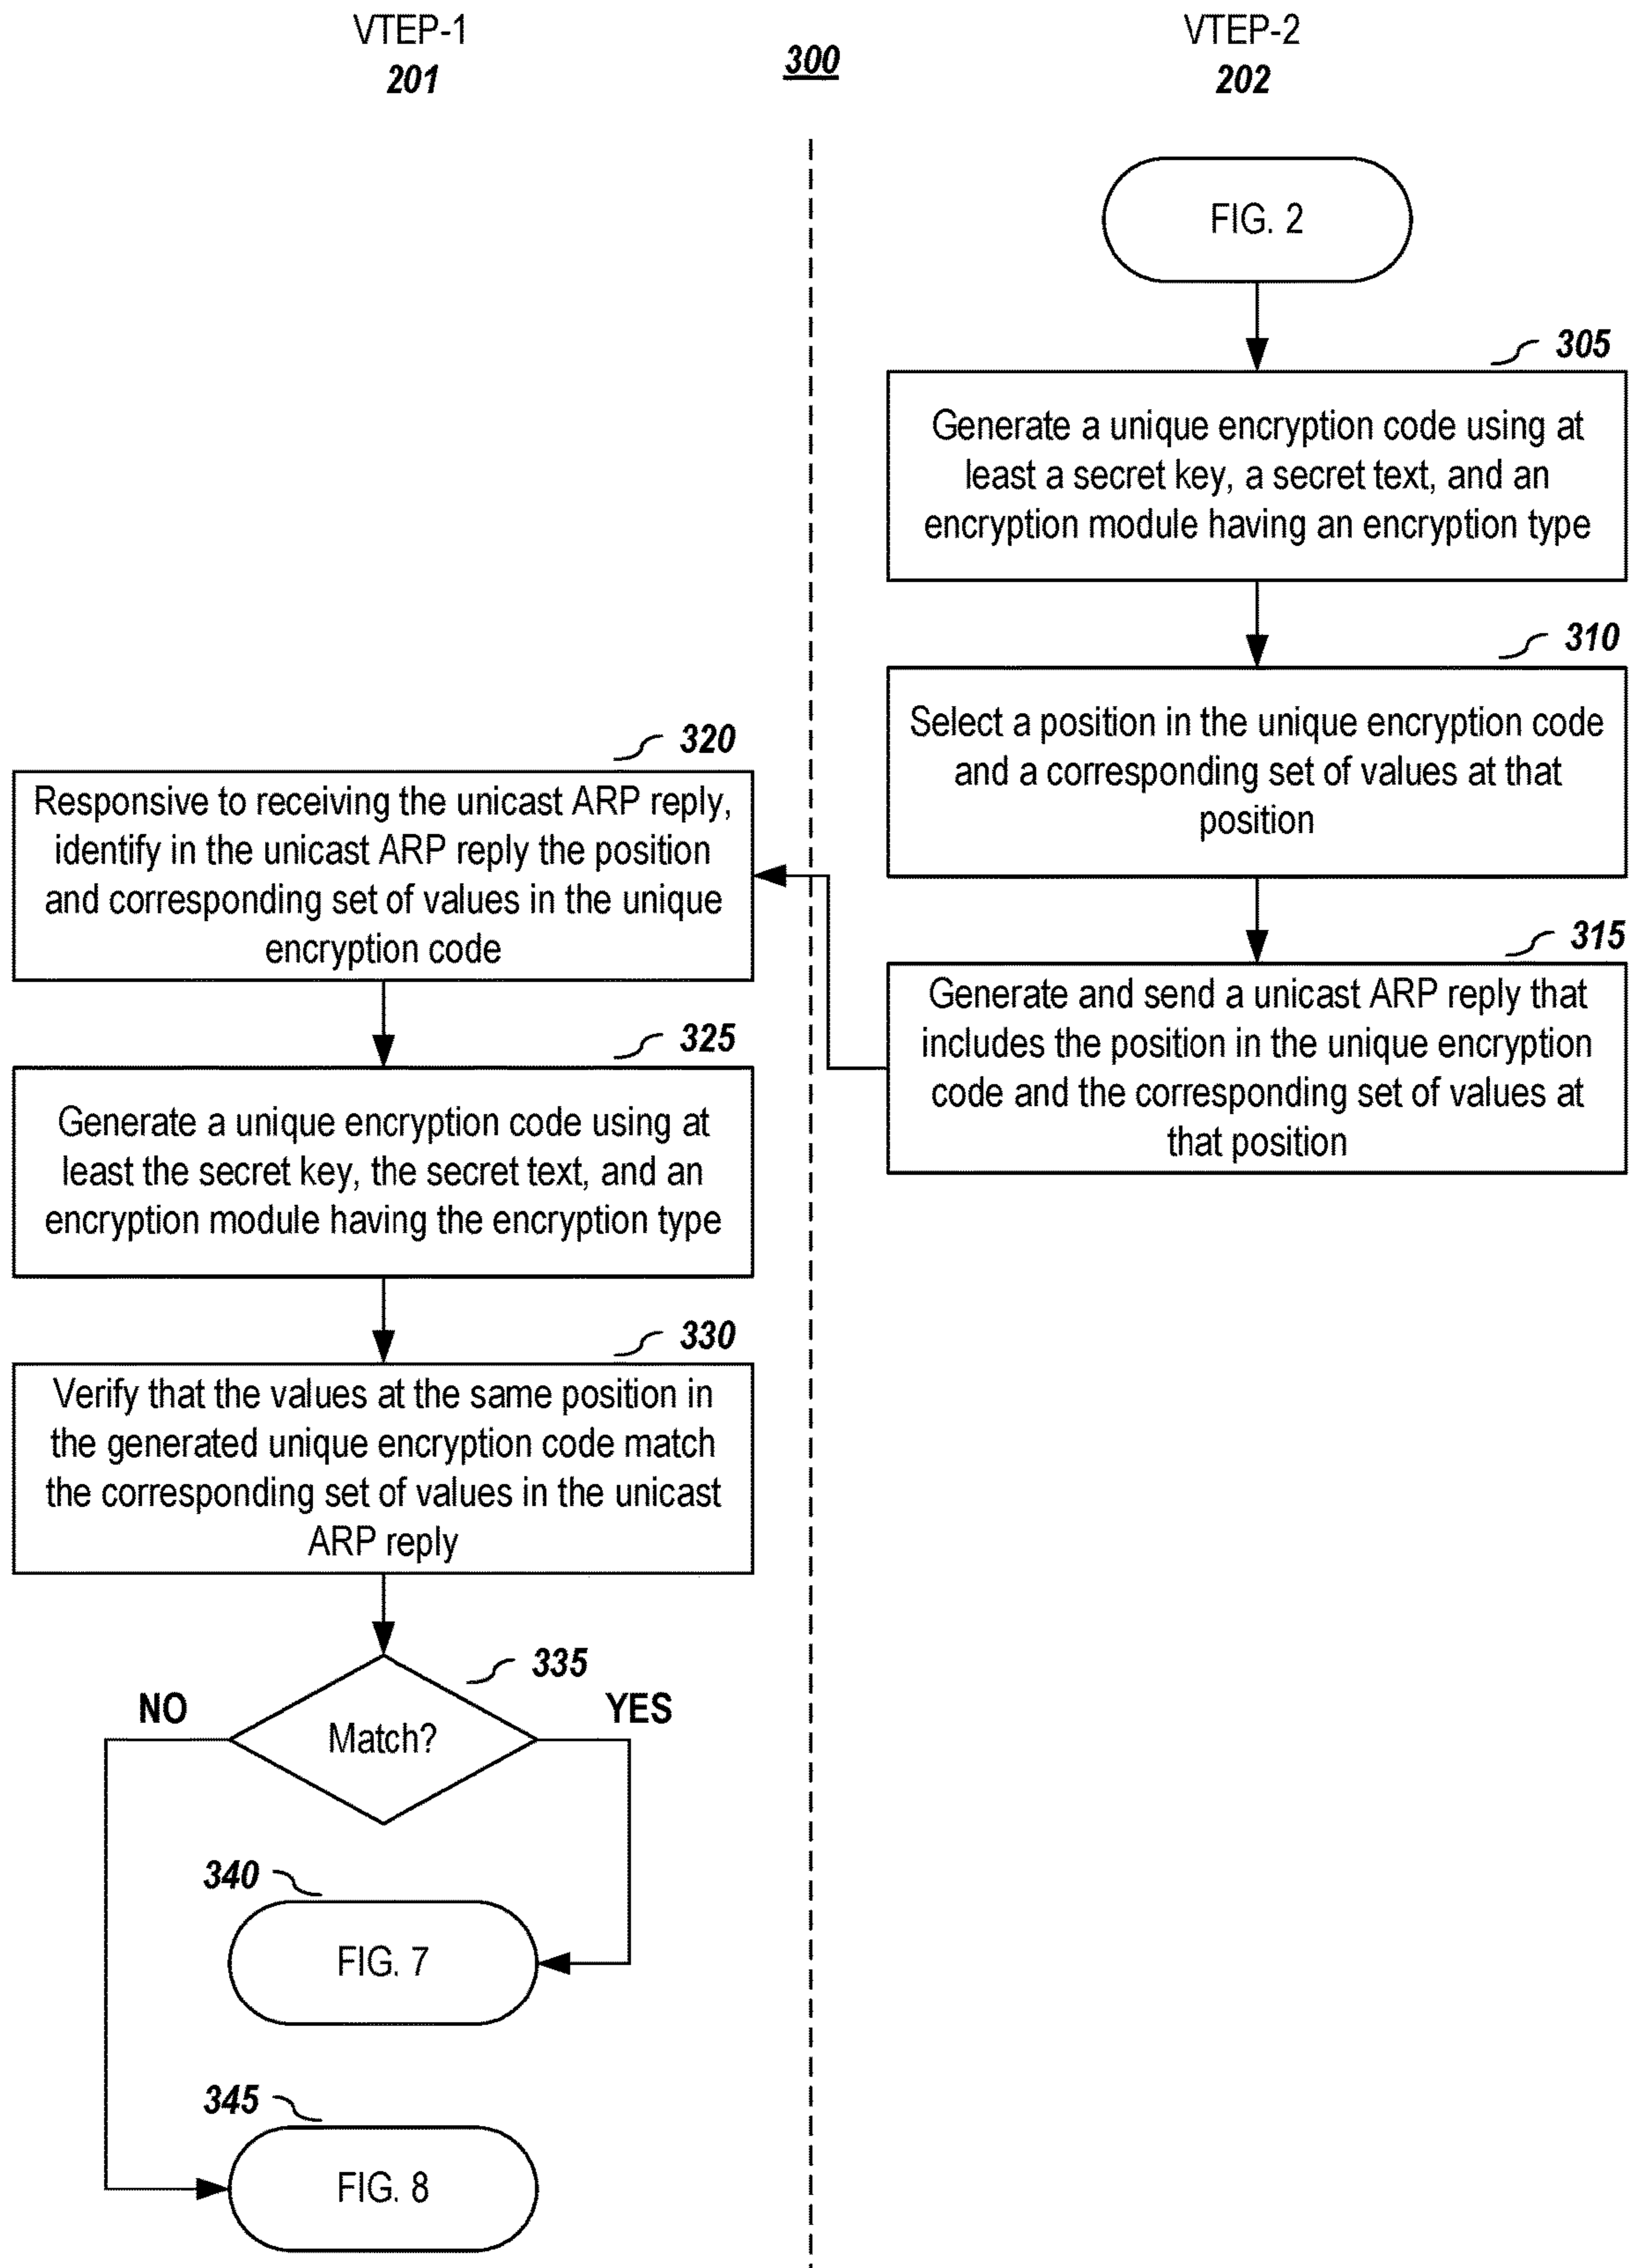 VTEP-1
201
300
VTEP-2
202
FIG. 2
305
Generate a unique encryption code using at
least a secret key, a secret text, and an
encryption module having an encryption type
310
Select a position in the unique encryption code
and a corresponding set of values at that
position
315
Generate and send a unicast ARP reply that
includes the position in the unique encryption
code and the corresponding set of values at
that position
320
Responsive to receiving the unicast ARP reply,
identify in the unicast ARP reply the position
and corresponding set of values in the unique
encryption code
325
Generate a unique encryption code using at
least the secret key, the secret text, and an
encryption module having the encryption type
330
Verify that the values at the same position in
the generated unique encryption code match
the corresponding set of values in the unicast
ARP reply
335
NO
Match?
YES
340
FIG. 7
345
FIG. 8